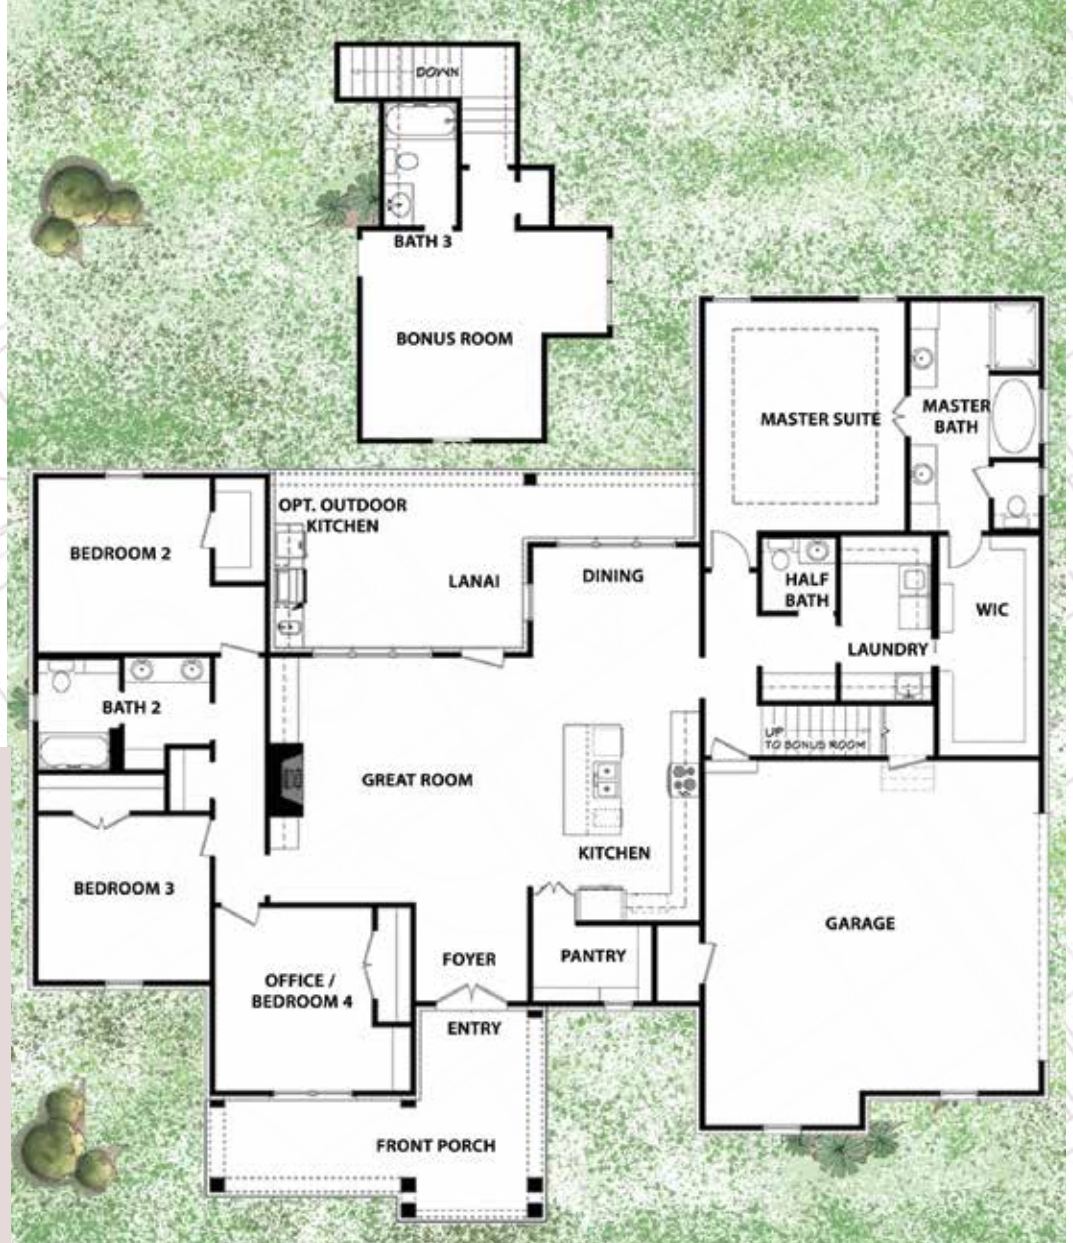 DOWN
BATH 3
BONUS ROOM
MASTER SUITE
MASTER
BATH
OPT. OUTDOOR
KITCHEN
BEDROOM 2
LANAI
DINING
HALF
BATH
WIC
LAUNDRY
BATH 2
UP
TO BONUS ROOM
GREAT ROOM
KITCHEN
BEDROOM 3
GARAGE
PANTRY
FOYER
OFFICE /
BEDROOM 4
ENTRY
FRONT PORCH